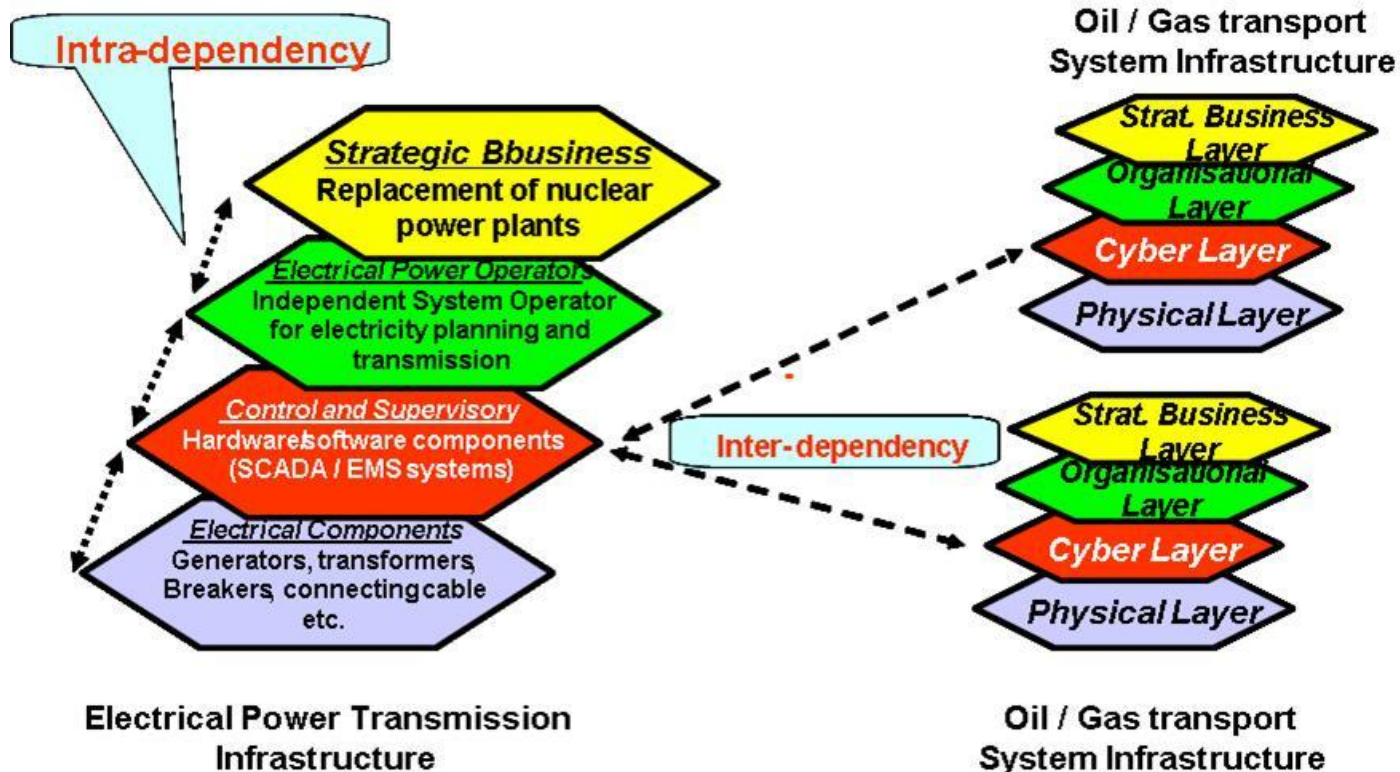 Intra-dependency
Strategic Bbusiness
Replacement of nuclear
power plants
Electrical Power Operators
Independent System Operator
for electricity planning and
transmission
Control and Supervisory
Hardware/software components
(SCADA / EMS systems)
Electrical Components
Generators, transformers,
Breakers, connecting cable
etc.
Electrical Power Transmission
Infrastructure
Inter-dependency
Oil / Gas transport
System Infrastructure
Strat. Business
Layer
Organisational
Layer
Cyber Layer
Physical Layer
Strat. Business
Layer
Organisational
Layer
Cyber Layer
Physical Layer
Oil / Gas transport
System Infrastructure